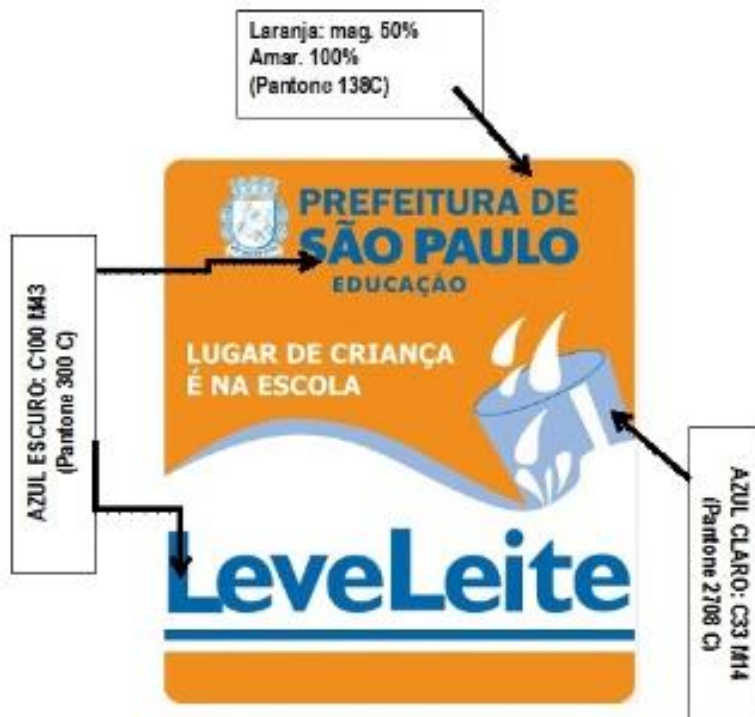 Laranja: mag. 50%
Amar. 100%
(Pantone 138C)
PREFEITURA DE
SÃO PAULO
EDUCAÇÃO
LUGAR DE CRIANÇA
É NA ESCOLA
AZUL ESCURO: C100 M43
(Pantone 300 C)
AZUL CLARO: C33 M14
(Pantone 2708 C)
LeveLeite